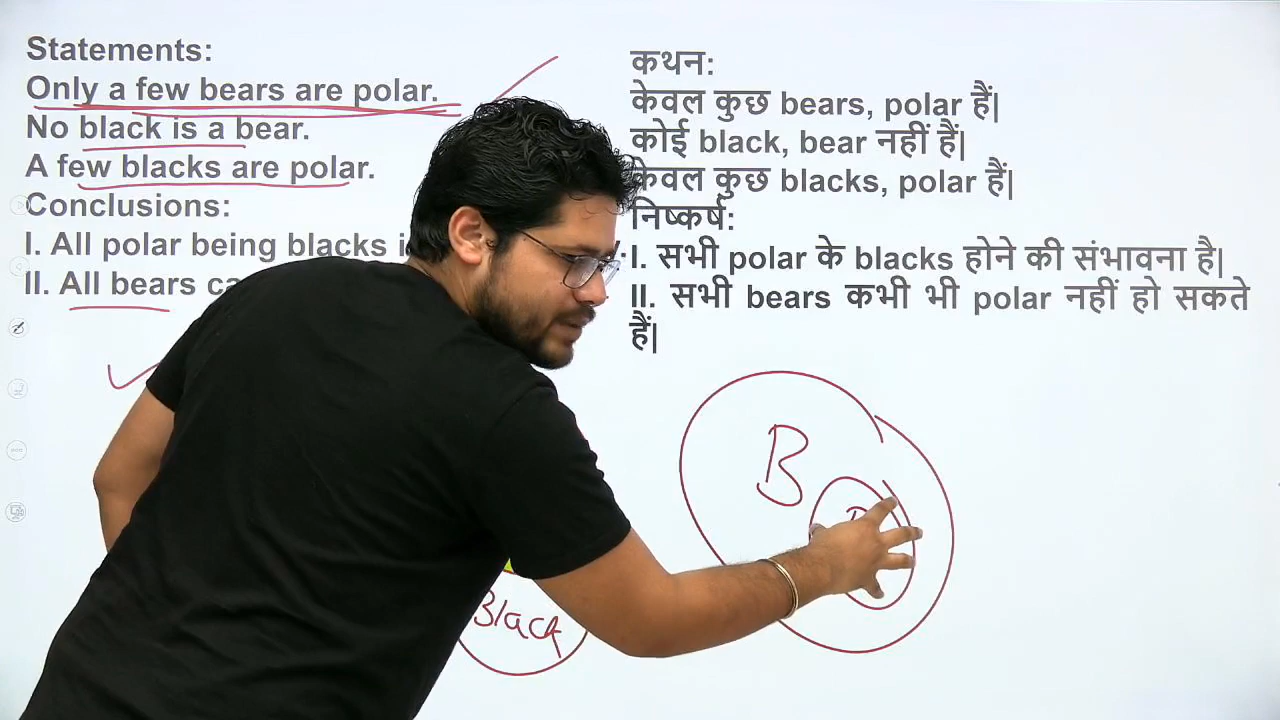 Statements:
Only a few bears are polar.
No black is a bear.
A few blacks are polar.
Conclusions:
I. All polar being blacks
II. All bears
कथन:
केवल कुछ bears, polar हैं|
कोई black, bear नहीं हैं|
केवल कुछ blacks, polar हैं|
निष्कर्ष:
I. सभी polar के blacks होने की संभावना है|
II. सभी bears कभी भी polar नहीं हो सकते
हैं|
B
Black